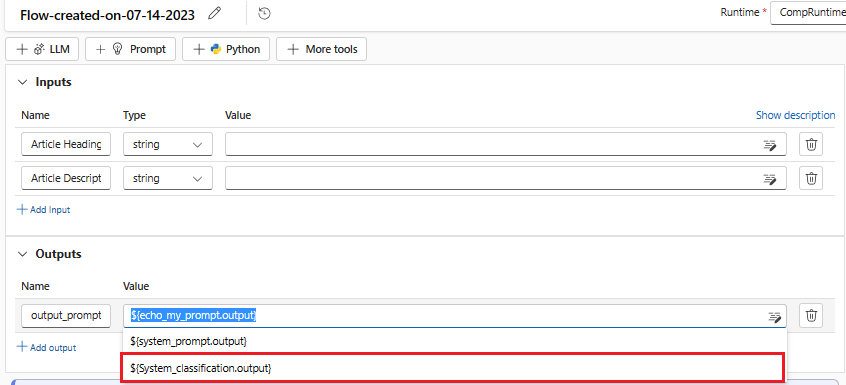 Flow-created-on-07-14-2023
Runtime * CompRuntime
+ LLM + Prompt + Python + More tools
Inputs
Name Type Value Show description
Article Heading string
Article Descript string
+ Add Input
Outputs
Name Value
output_prompt ${echo_my_prompt.output}
${system_prompt.output}
+ Add output
${System_classification.output}